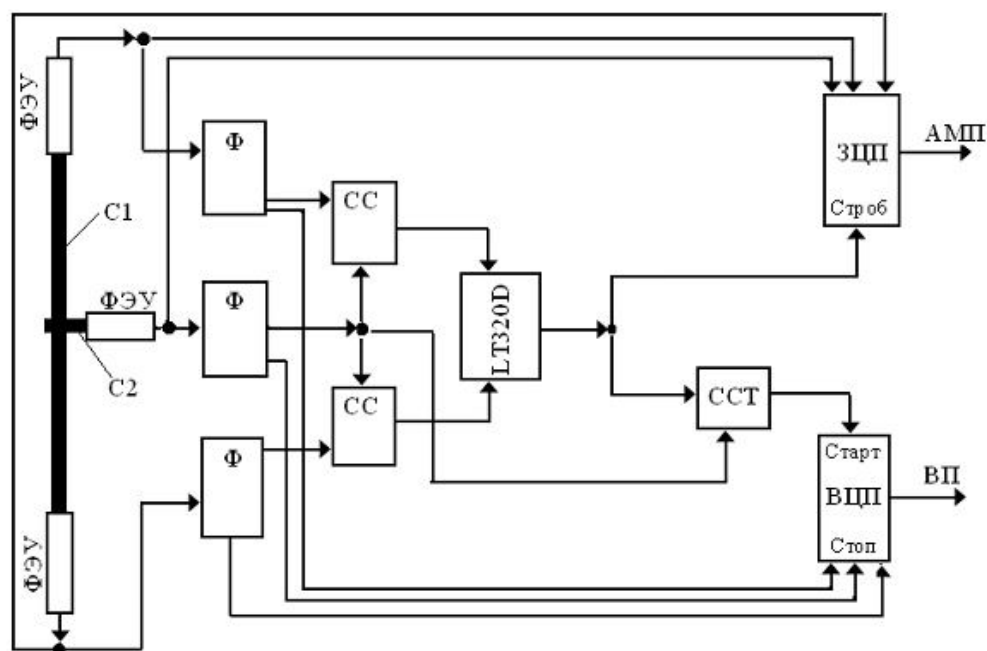 ФЭУ
С1
ФЭУ
С2
ФЭУ
Ф
Ф
Ф
СС
СС
LT320D
ССТ
ЗЦП
Строб
АМП
Старт
ВЦП
Стоп
ВП